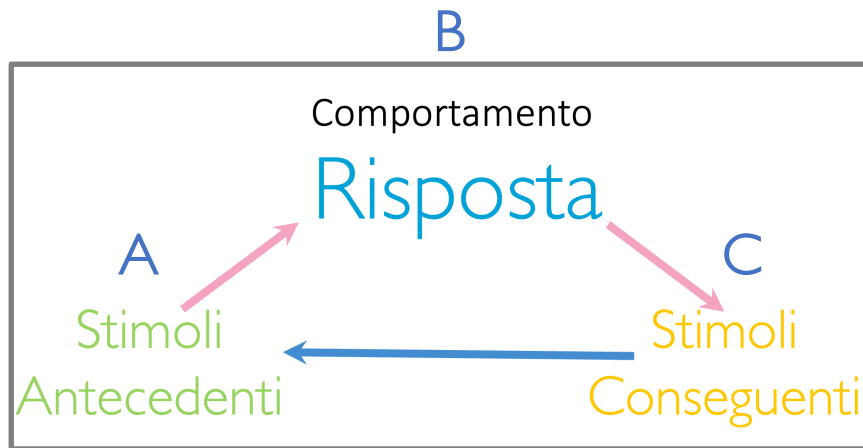 B
Comportamento
Risposta
A
C
Stimoli
Antecedenti
Stimoli
Conseguenti